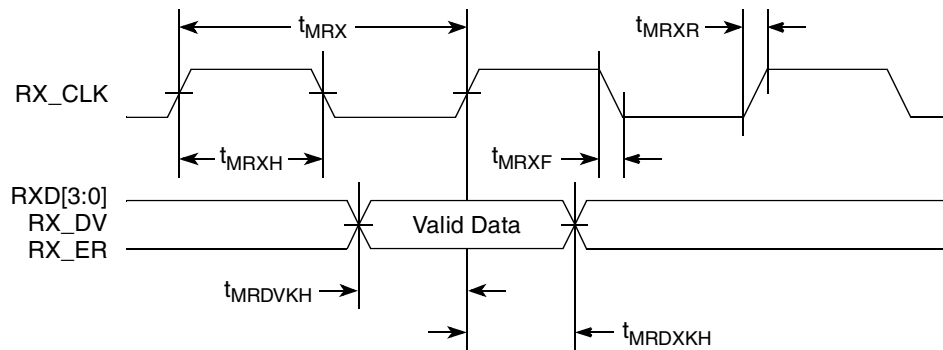 tMRX
tMRXR
RX_CLK
tMRXH
tMRXF
RXD[3:0]
RX_DV
Valid Data
RX_ER
tMRDVKH
tMRDXKH